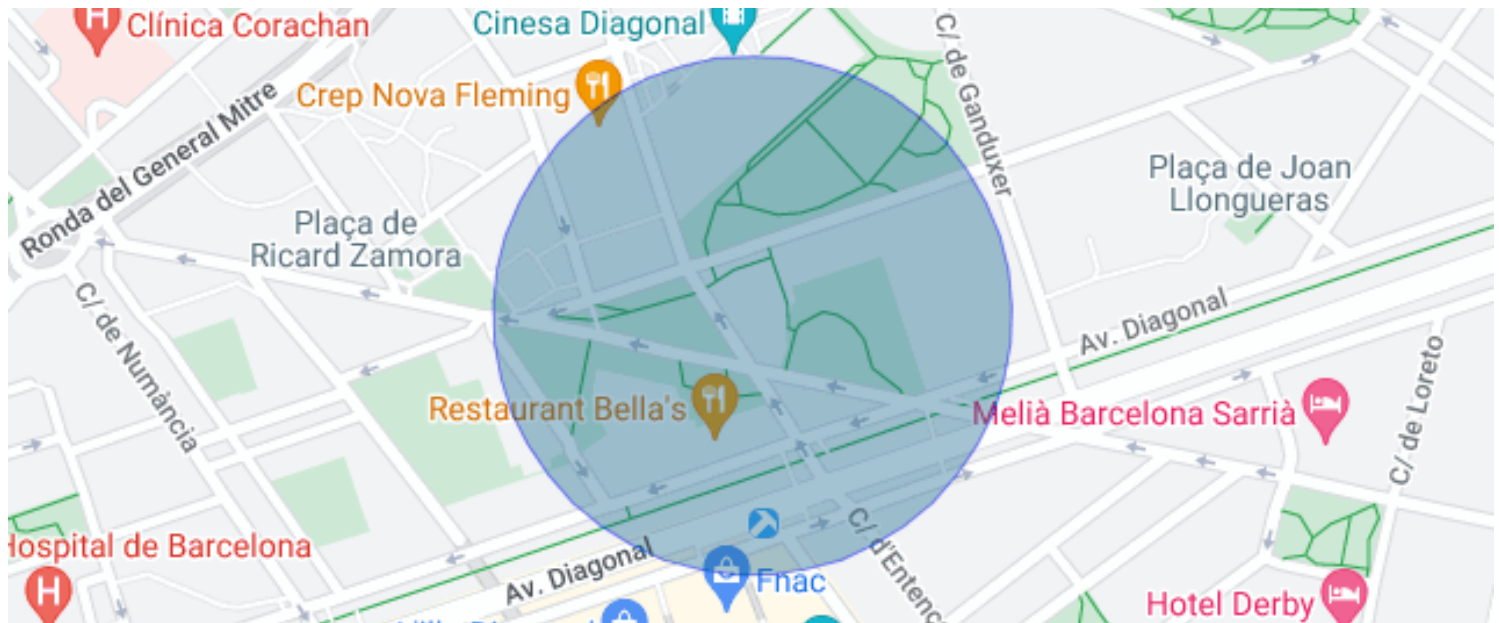 Clínica Corachan
Cinesa Diagonal
Crep Nova Fleming
C/ de Ganduxer
Ronda del General Mitre
Plaça de
Ricard Zamora
Plaça de Joan
Llongueras
C/ de Numància
Av. Diagonal
Restaurant Bella's
Melià Barcelona Sarrià
C/ de Loreto
Hospital de Barcelona
H
H
Av. Diagonal
C/ d'Entenç
Fnac
Hotel Derby